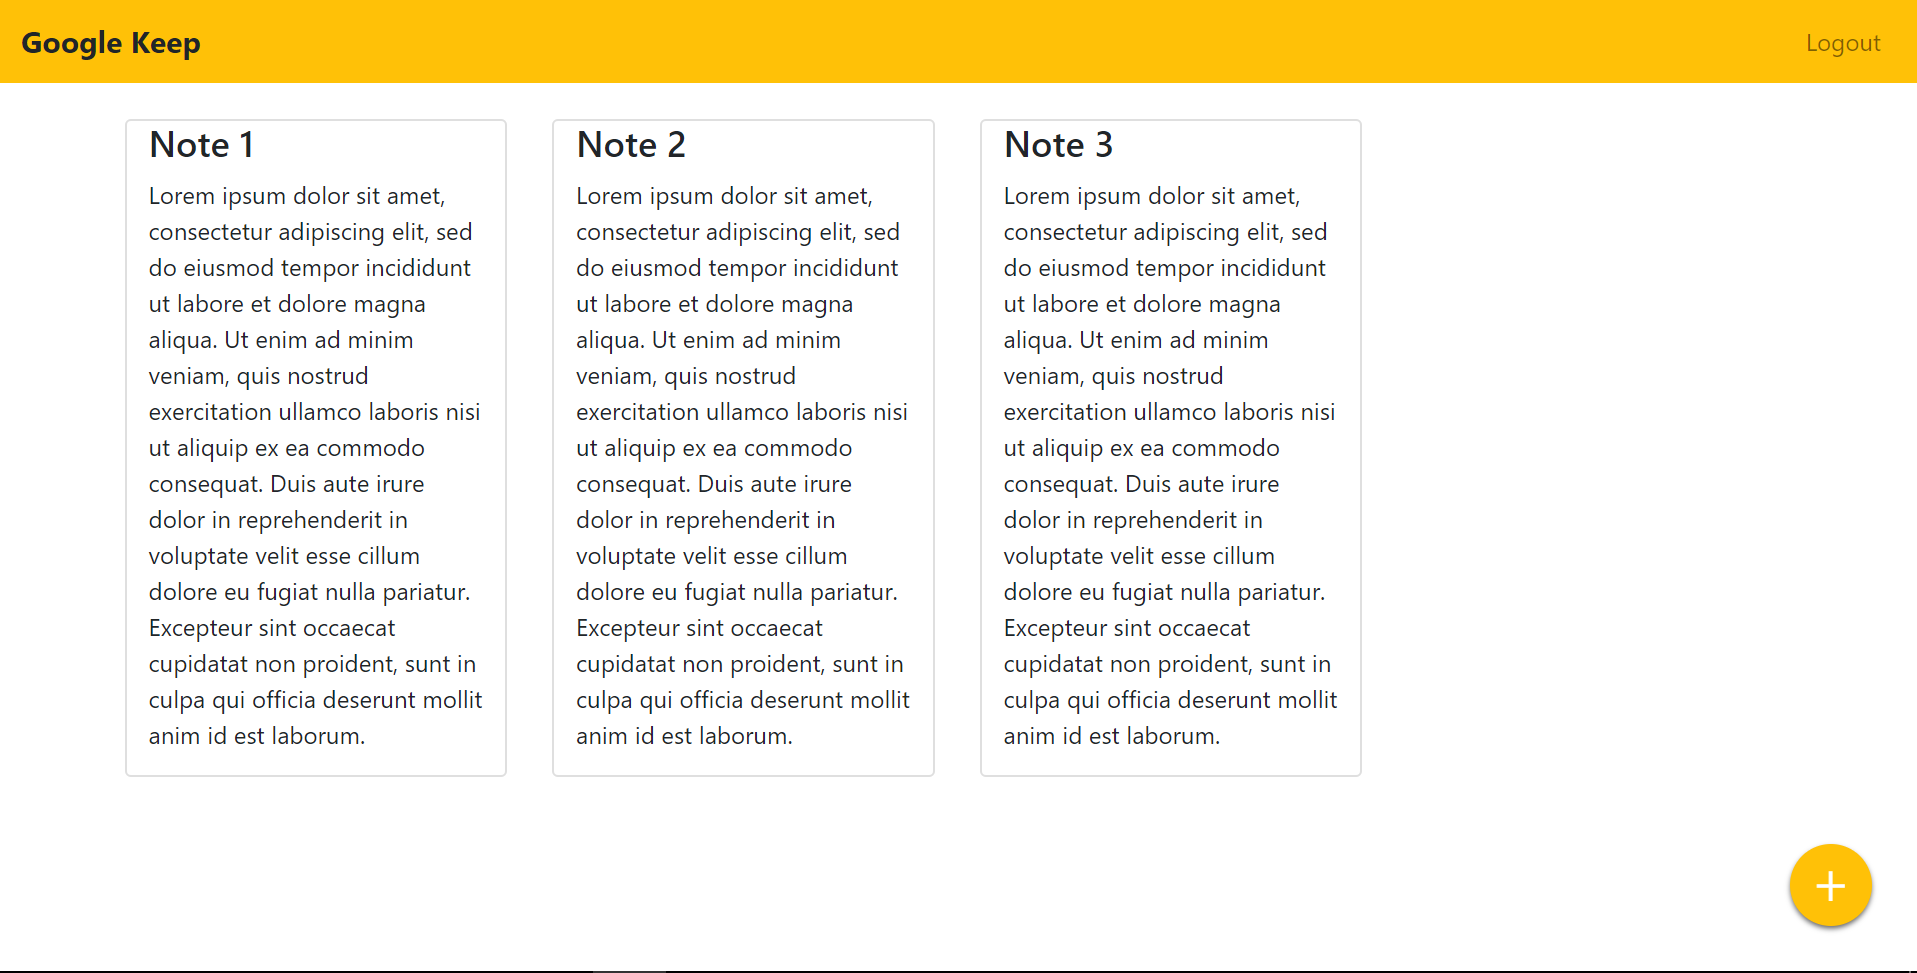 Google Keep
Logout
Note 1
Lorem ipsum dolor sit amet,
consectetur adipiscing elit, sed
do eiusmod tempor incididunt
ut labore et dolore magna
aliqua. Ut enim ad minim
veniam, quis nostrud
exercitation ullamco laboris nisi
ut aliquip ex ea commodo
consequat. Duis aute irure
dolor in reprehenderit in
voluptate velit esse cillum
dolore eu fugiat nulla pariatur.
Excepteur sint occaecat
cupidatat non proident, sunt in
culpa qui officia deserunt mollit
anim id est laborum.
Note 2
Lorem ipsum dolor sit amet,
consectetur adipiscing elit, sed
do eiusmod tempor incididunt
ut labore et dolore magna
aliqua. Ut enim ad minim
veniam, quis nostrud
exercitation ullamco laboris nisi
ut aliquip ex ea commodo
consequat. Duis aute irure
dolor in reprehenderit in
voluptate velit esse cillum
dolore eu fugiat nulla pariatur.
Excepteur sint occaecat
cupidatat non proident, sunt in
culpa qui officia deserunt mollit
anim id est laborum.
Note 3
Lorem ipsum dolor sit amet,
consectetur adipiscing elit, sed
do eiusmod tempor incididunt
ut labore et dolore magna
aliqua. Ut enim ad minim
veniam, quis nostrud
exercitation ullamco laboris nisi
ut aliquip ex ea commodo
consequat. Duis aute irure
dolor in reprehenderit in
voluptate velit esse cillum
dolore eu fugiat nulla pariatur.
Excepteur sint occaecat
cupidatat non proident, sunt in
culpa qui officia deserunt mollit
anim id est laborum.
+